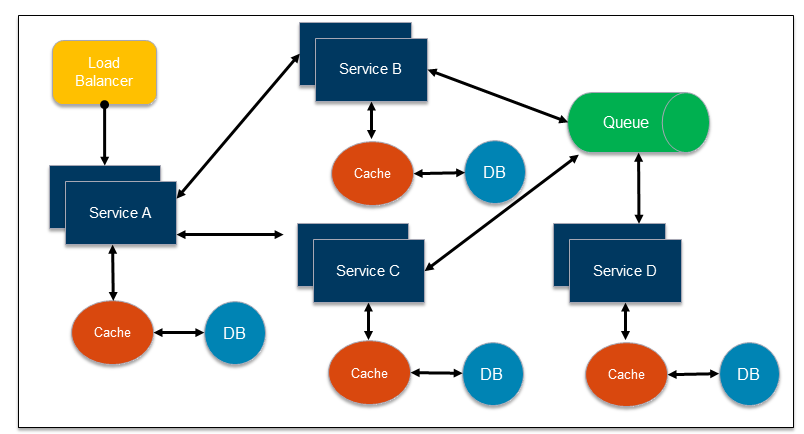 Load
Balancer
Service B
Queue
Cache
DB
Service A
Service C
Service D
Cache
DB
Cache
DB
Cache
DB